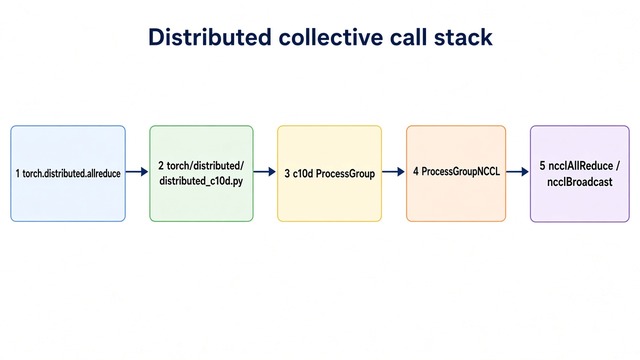 Distributed collective call stack
1 torch.distributed.allreduce
2 torch/distributed/
distributed_c10d.py
3 c10d ProcessGroup
4 ProcessGroupNCCL
5 ncclAllReduce /
ncclBroadcast